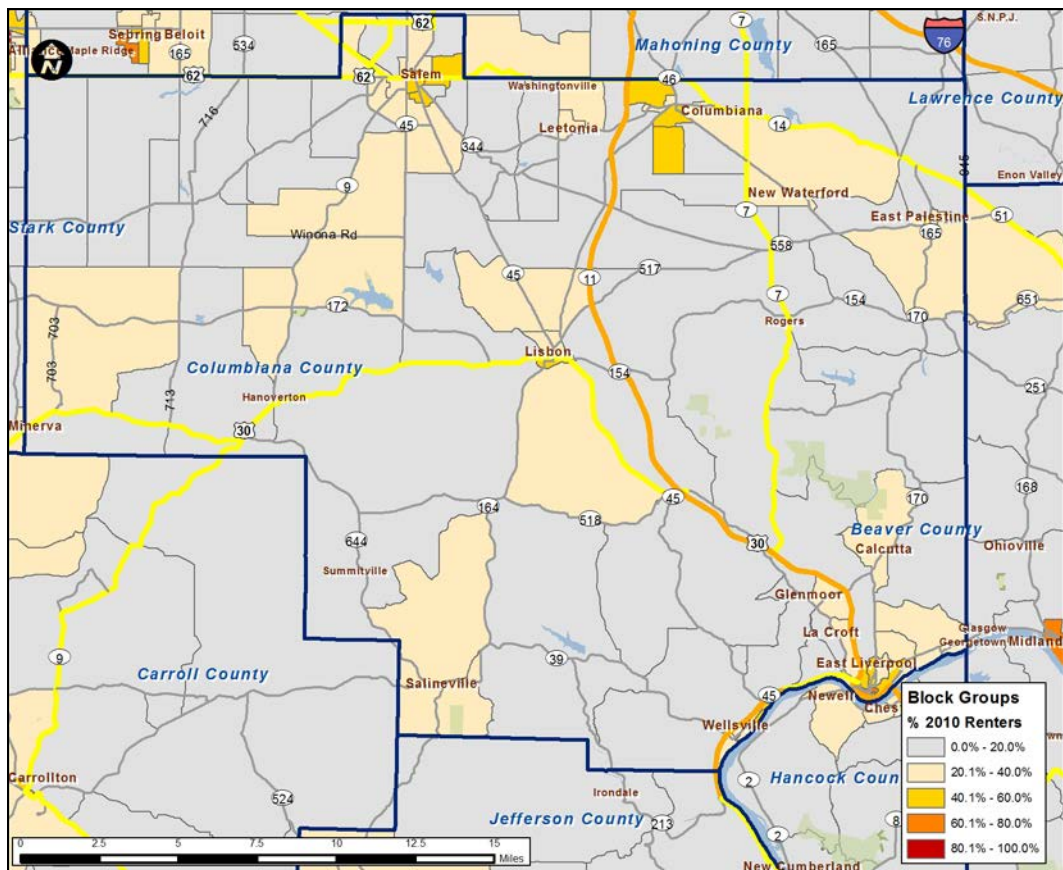 62
7
S.N.P.J.
Sebring Beloit
534
Mahoning County
165
76
Alliance Maple Ridge
165
N
62
62
Salem
46
Washingtonville
Lawrence County
Columbiana
716
45
Leetonia
14
344
9
Enon Valley
New Waterford
7
East Palestine
51
Stark County
Winona Rd
558
165
45
517
11
7
154
651
172
170
703
Rogers
Lisbon
Columbiana County
154
703
713
251
Hanoverton
Minerva
30
168
170
164
45
518
Beaver County
644
30
Calcutta
Ohioville
Summitville
Glenmoor
La Croft
Glasgow
Georgetown
Midland
9
39
East Liverpool
Carroll County
Salineville
45
Newell
Wellsville
Block Groups
% 2010 Renters
0.0% - 20.0%
20.1% - 40.0%
40.1% - 60.0%
60.1% - 80.0%
80.1% - 100.0%
Carrollton
2
Irondale
524
Jefferson County
213
8
2
0 2.5 5 7.5 10 12.5 15
Miles
New Cumberland